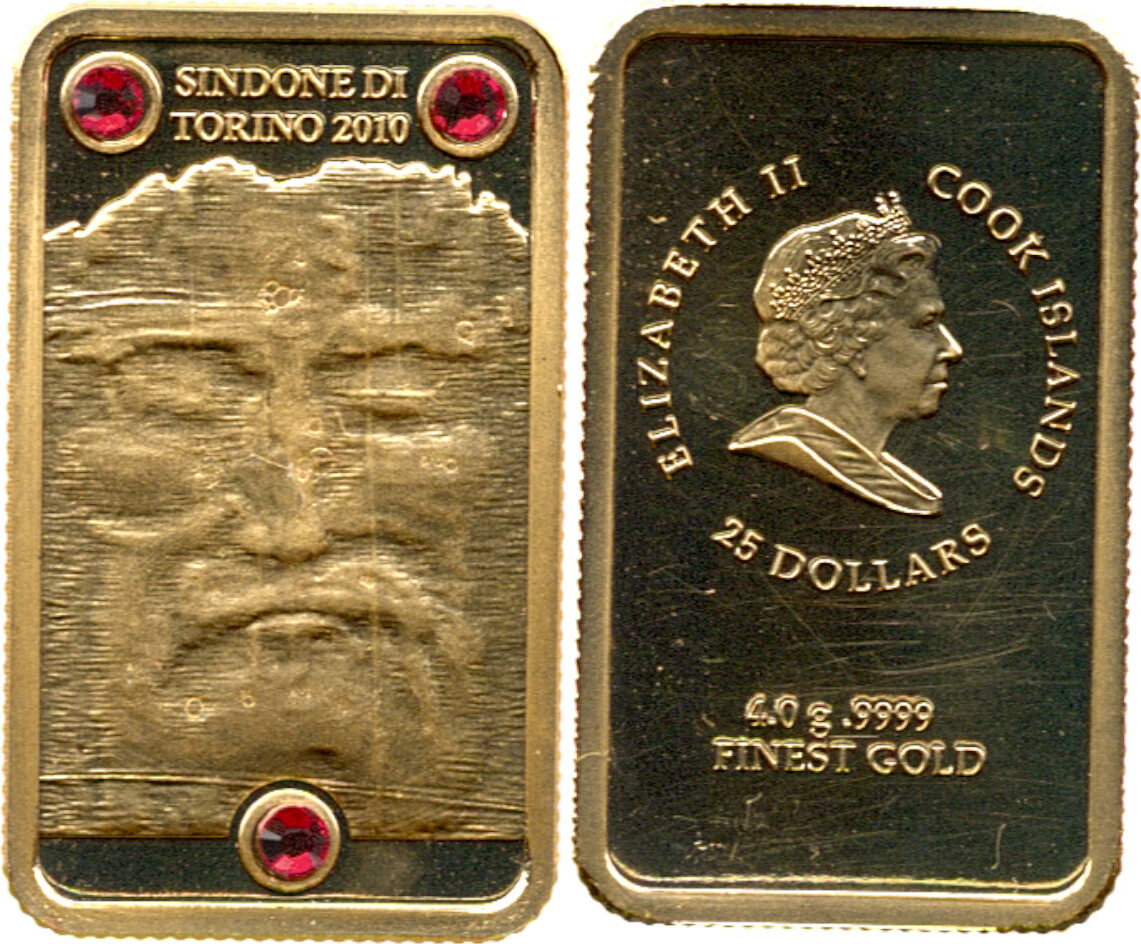 SINDONE DI
TORINO 2010
ELIZABETH II
COOK ISLANDS
25 DOLLARS
4.0 g .9999
FINEST GOLD